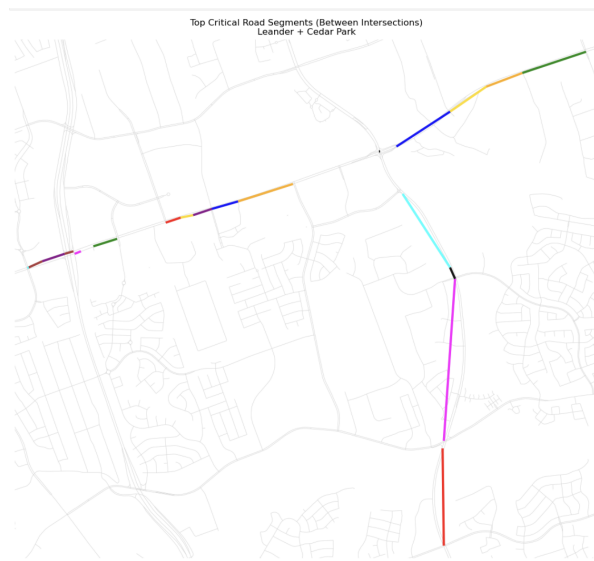 Top Critical Road Segments (Between Intersections)
Leander + Cedar Park